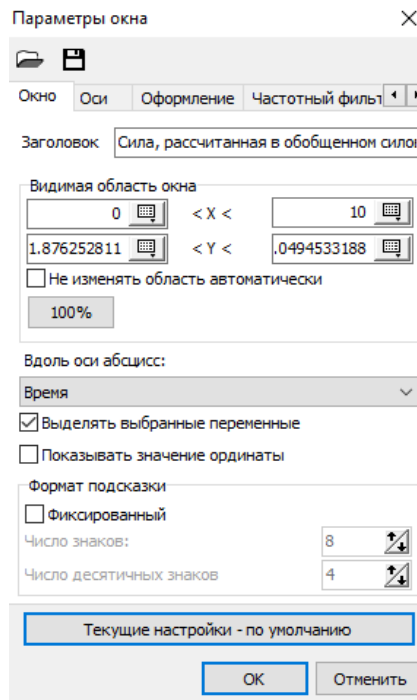 Параметры окна
Окно Оси Оформление Частотный фильт
Заголовок Сила, рассчитанная в обобщенном
Видимая область окна
0 < X < 10
1.876252811 < Y < .0494533188
Не изменять область автоматически
100%
Вдоль оси абсцисс:
Время
Выделять выбранные переменные
Показывать значение ординаты
Формат подсказки
Фиксированный
Число знаков: 8
Число десятичных знаков 4
Текущие настройки - по умолчанию
OK Отменить